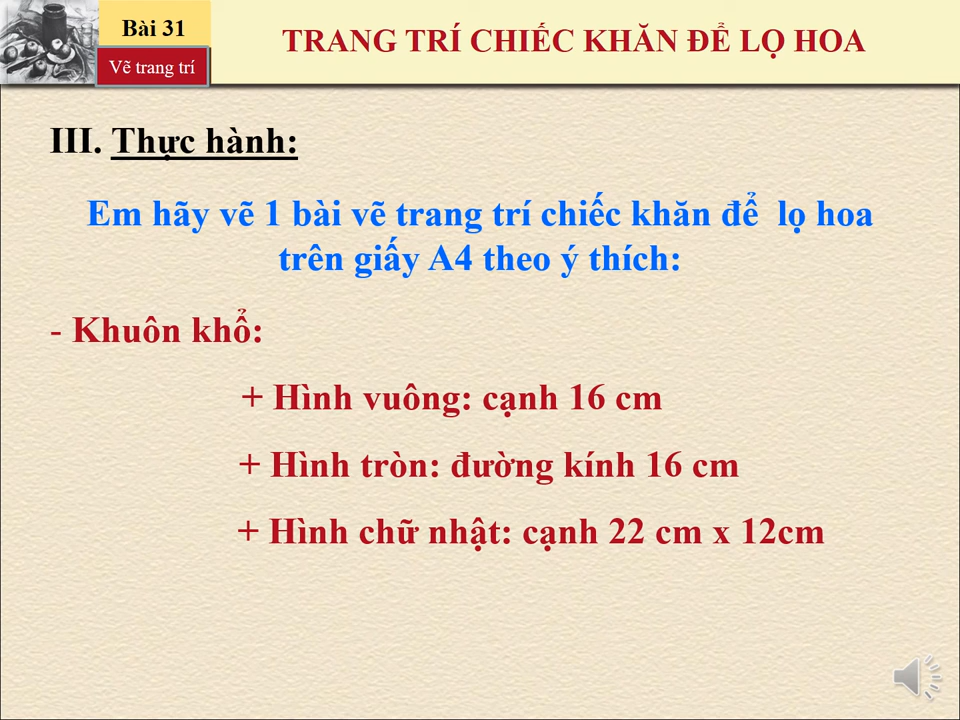 Bài 31
Vẽ trang trí
TRANG TRÍ CHIẾC KHĂN ĐỂ LỌ HOA
III. Thực hành:
Em hãy vẽ 1 bài vẽ trang trí chiếc khăn để lọ hoa
trên giấy A4 theo ý thích:
- Khuôn khổ:
+ Hình vuông: cạnh 16 cm
+ Hình tròn: đường kính 16 cm
+ Hình chữ nhật: cạnh 22 cm x 12cm